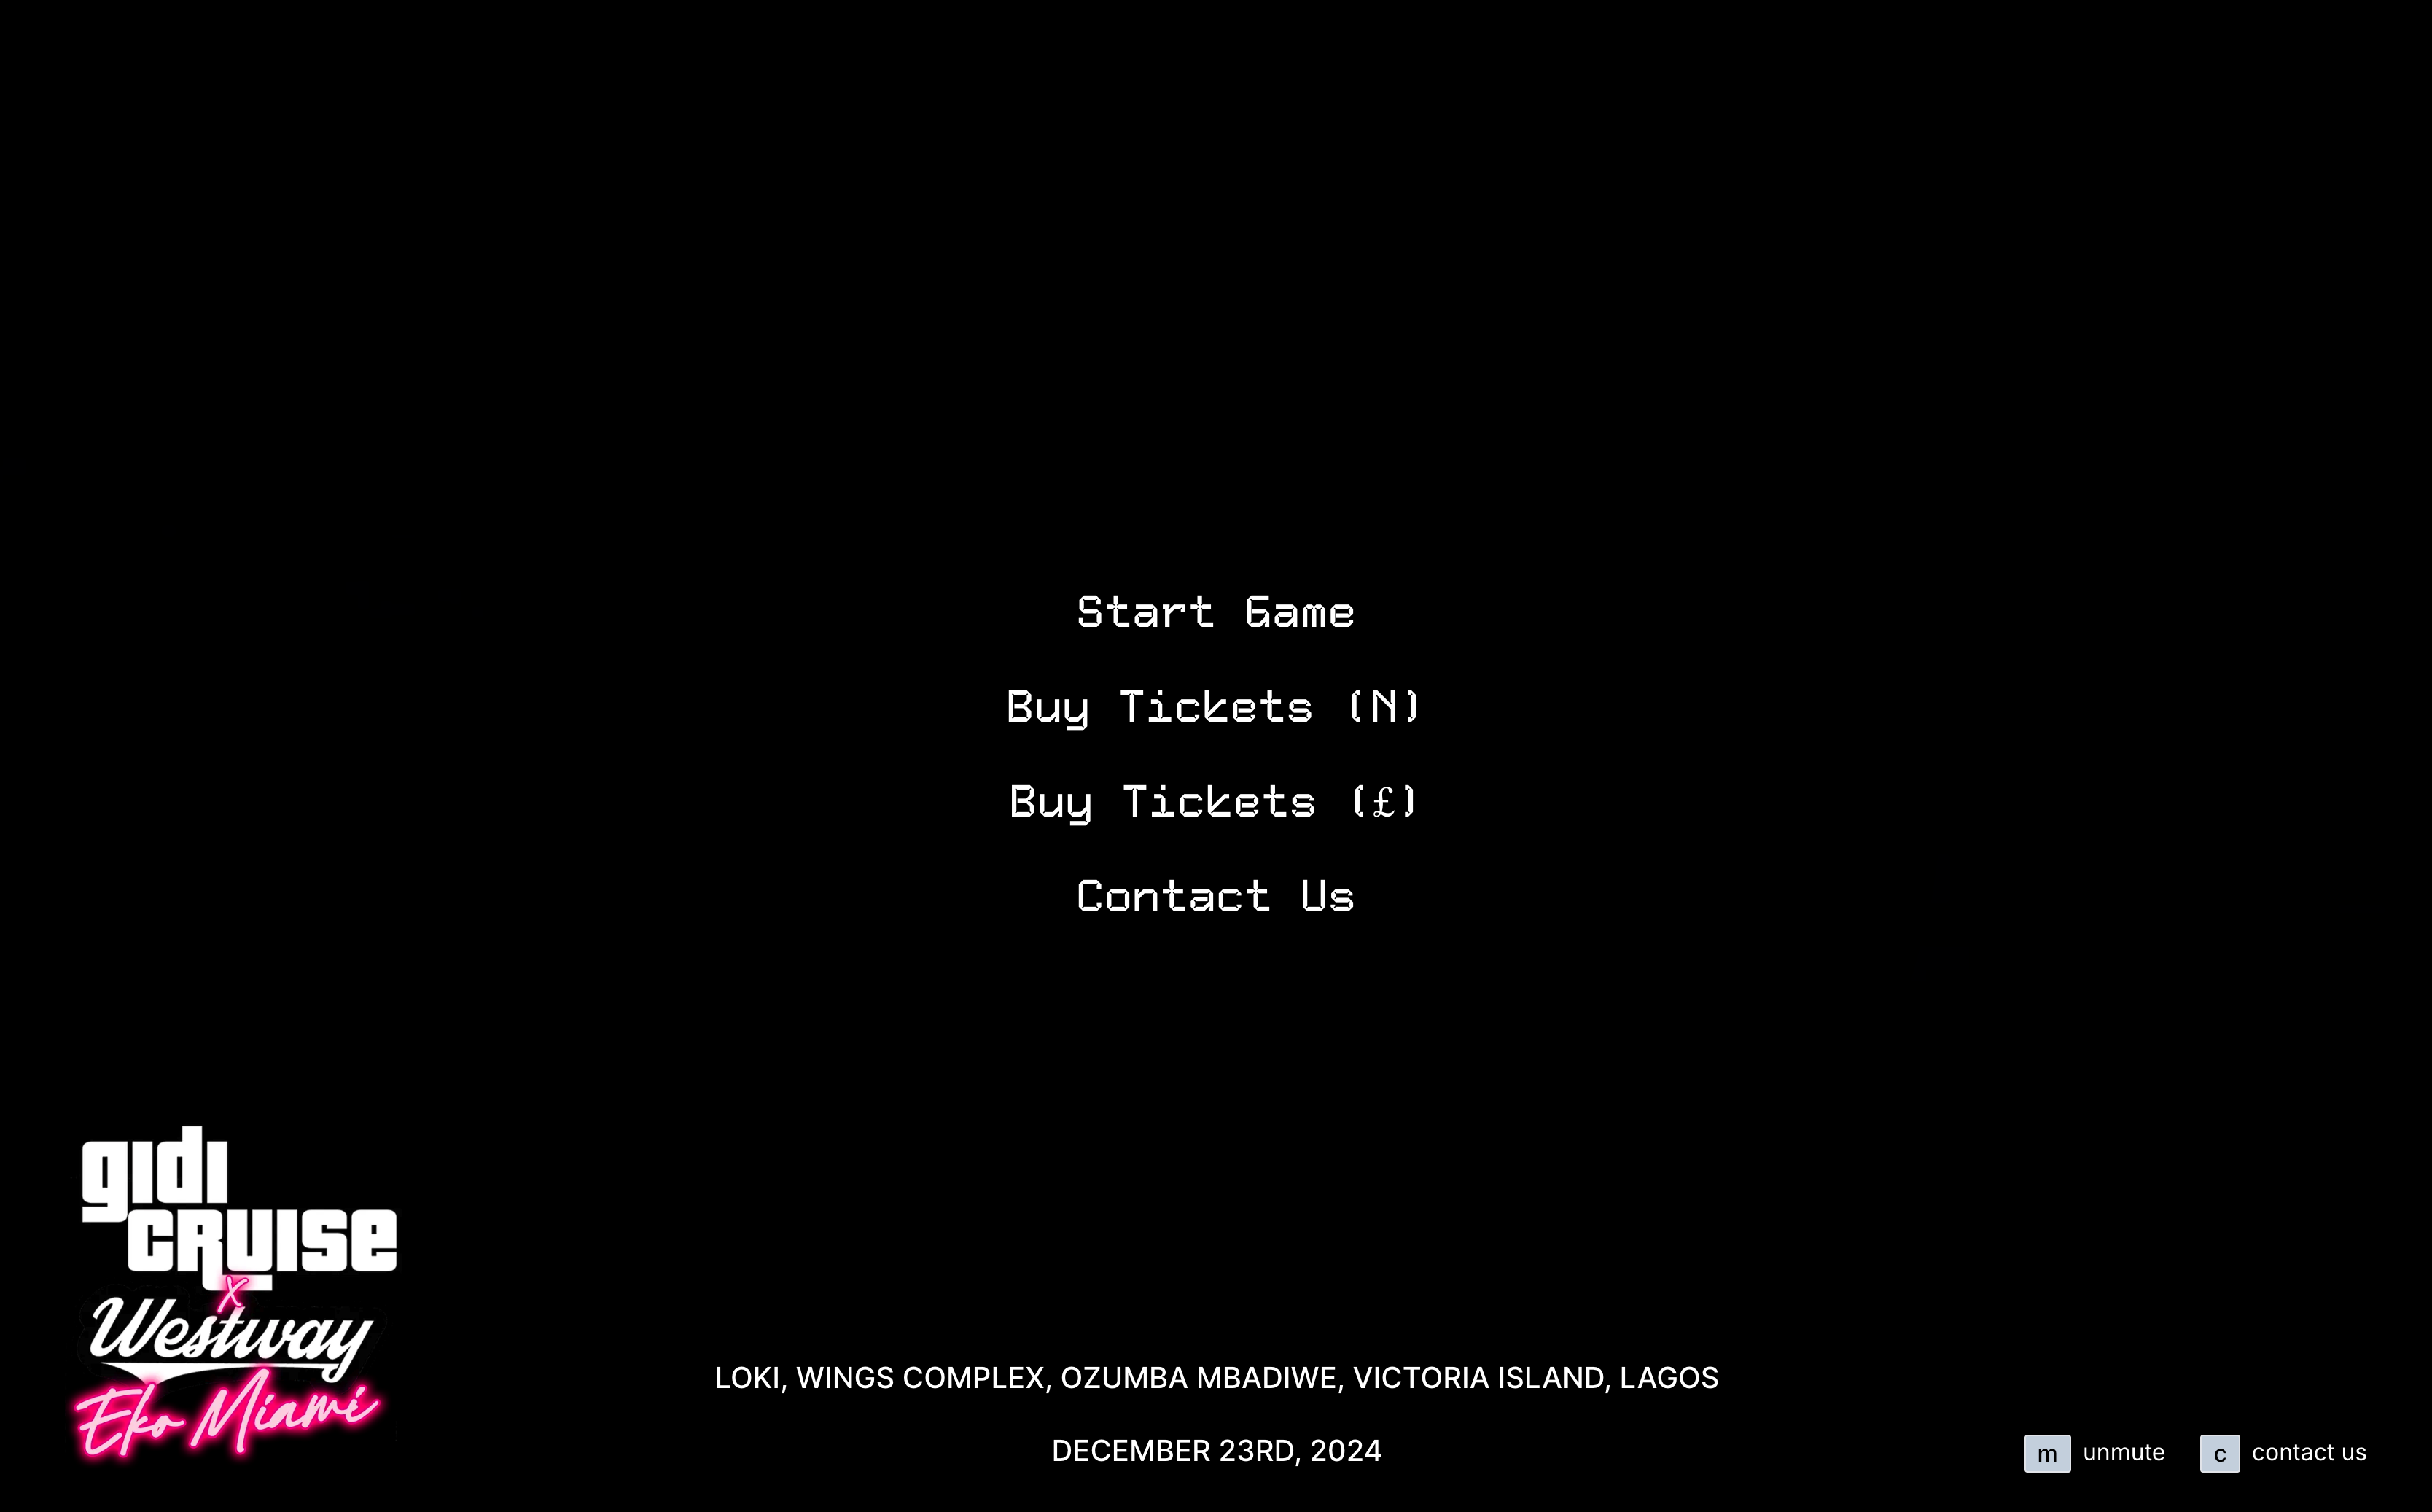 Start Game
Buy Tickets (N)
Buy Tickets (£)
Contact Us
gidi
CRUISE
x
Westway
Eko Miami
LOKI, WINGS COMPLEX, OZUMBA MBADIWE, VICTORIA ISLAND, LAGOS
DECEMBER 23RD, 2024
m unmute c contact us